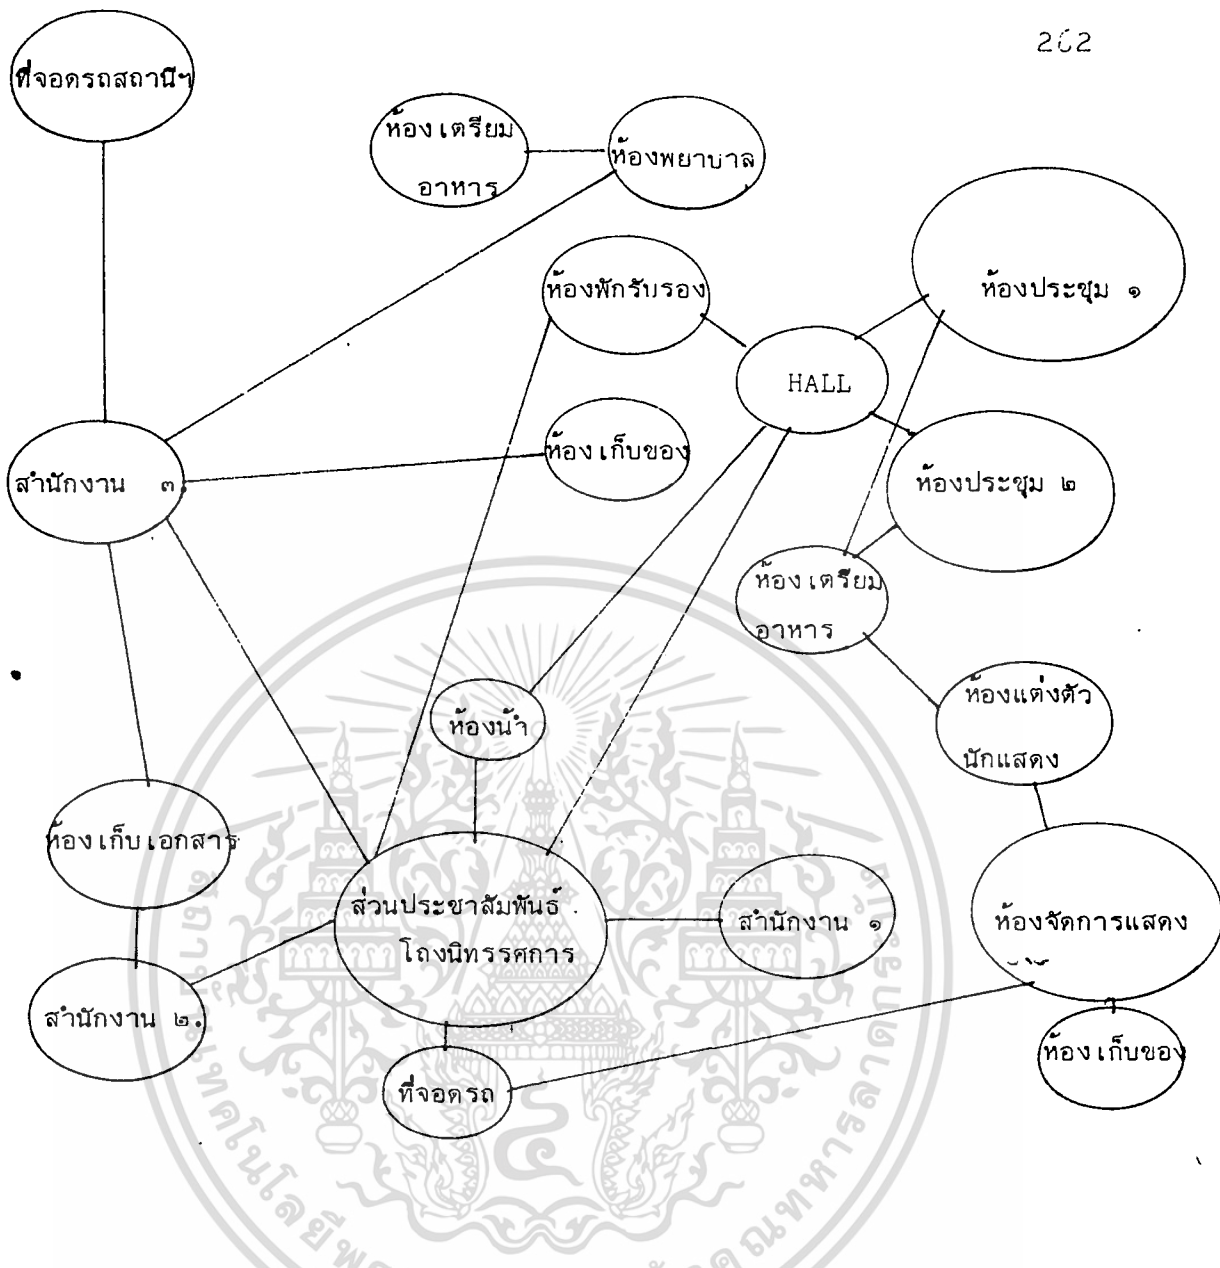 262
ที่จอดรถสถานีฯ
ห้องเตรียม
อาหาร
ห้องพยาบาล
ห้องพักรับรอง
ห้องประชุม ๑
HALL
สำนักงาน ๓.
ห้องเก็บของ
ห้องประชุม ๒
ห้องเตรียม
อาหาร
ห้องน้ำ
ห้องแต่งตัว
นักแสดง
ห้องเก็บเอกสาร
ส่วนประชาสัมพันธ์
โถงนิทรรศการ
สำนักงาน ๑
ห้องจัดการแสดง
สำนักงาน ๒.
ที่จอดรถ
ห้องเก็บของ